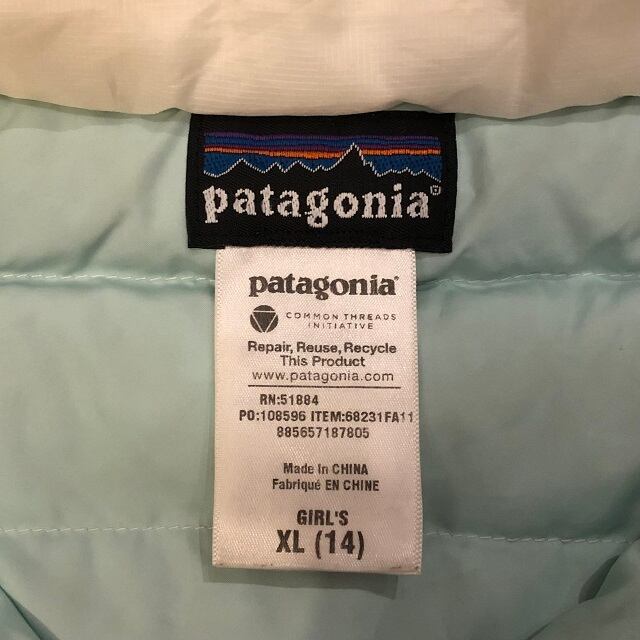 patagonia®
patagonia®
COMMON THREADS
INITIATIVE
Repair, Reuse, Recycle
This Product
www.patagonia.com
RN:51884
PO:108596 ITEM:68231FA11
885657187805
Made In CHINA
Fabriqué EN CHINE
GIRL'S
XL (14)